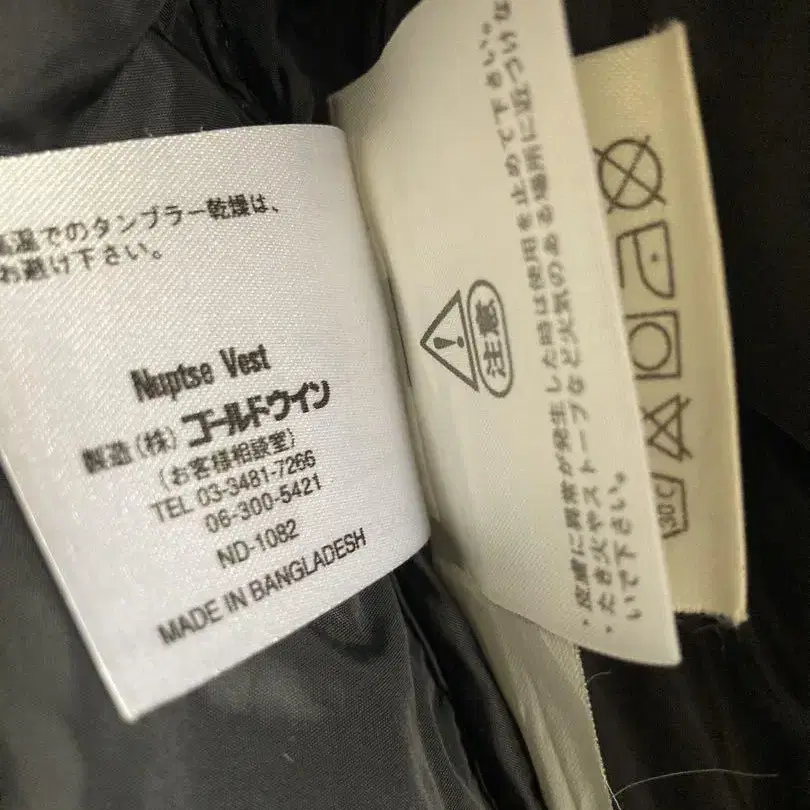 高温でのタンブラー乾燥は、
お避け下さい。
Nuptse Vest
製造(株)ゴールドウイン
(お客様相談室)
TEL 03-3481-7266
06-300-5421
ND-1082
MADE IN BANGLADESH
注意
・皮膚に異常が発生した時は使用を止めて下さい。
・たき火やストーブなど火気のある場所に近づけな
いで下さい。
30C